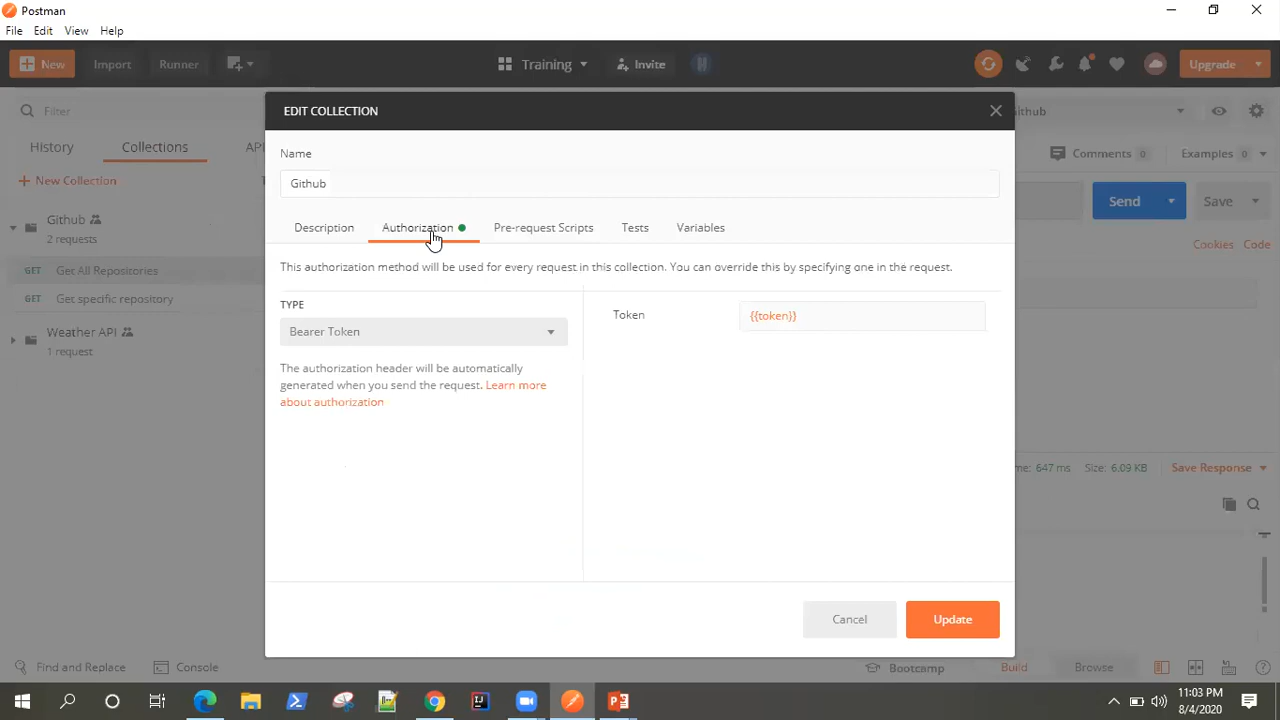 Postman
File Edit View Help
New Import Runner Training Invite Upgrade
Filter
History Collections API
New Collection
Github
2 requests
GET Get All Repositories
GET Get specific repository
Weather API
1 request
EDIT COLLECTION
Name
Github
Description Authorization Pre-request Scripts Tests Variables
This authorization method will be used for every request in this collection. You can override this by specifying one in the request.
TYPE
Bearer Token
The authorization header will be automatically
generated when you send the request. Learn more
about authorization
Token {{token}}
Cancel Update
Comments 0 Examples 0
Send Save
Cookies Code
647 ms Size: 6.09 KB Save Response
Find and Replace Console Bootcamp Build Browse
11:03 PM
8/4/2020